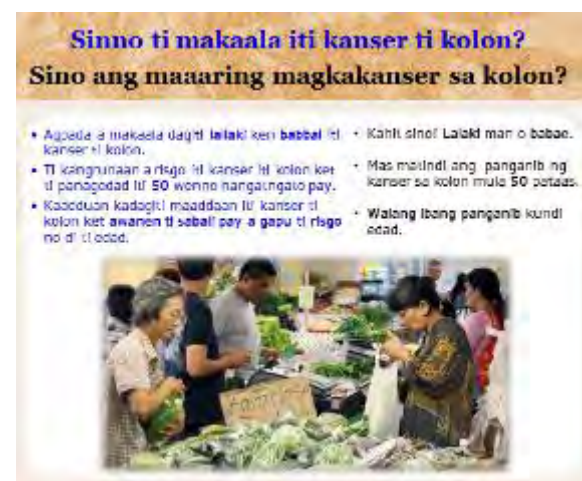 Sinno ti makaala iti kanser ti kolon?
Sino ang maaaring magkakanser sa kolon?
• Agpada a makaala dagiti lallaki ken babbai iti
kanser ti kolon.
• Ti kangrunaan a risgo iti kanser iti kolon ket
ti panagedad iti 50 wenno nangatngato pay.
• Kaadduan kadagiti maaddaan iti kanser ti
kolon ket awanen ti sabali pay a gapu ti risgo
no di ti edad.
• Kahit sino! Lalaki man o babae.
• Mas matindi ang panganib ng
kanser sa kolon mula 50 pataas.
• Walang ibang panganib kundi
edad.